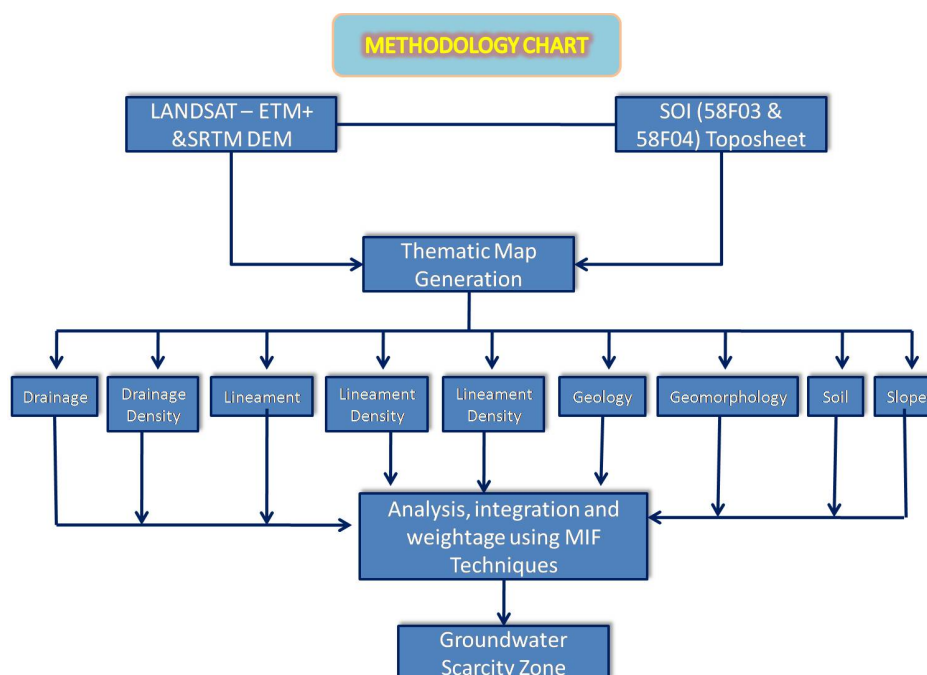 METHODOLOGY CHART
LANDSAT – ETM+
&SRTM DEM
SOI (58F03 &
58F04) Toposheet
Thematic Map
Generation
Drainage
Drainage
Density
Lineament
Lineament
Density
Lineament
Density
Geology
Geomorphology
Soil
Slope
Analysis, integration and
weightage using MIF
Techniques
Groundwater
Scarcity Zone